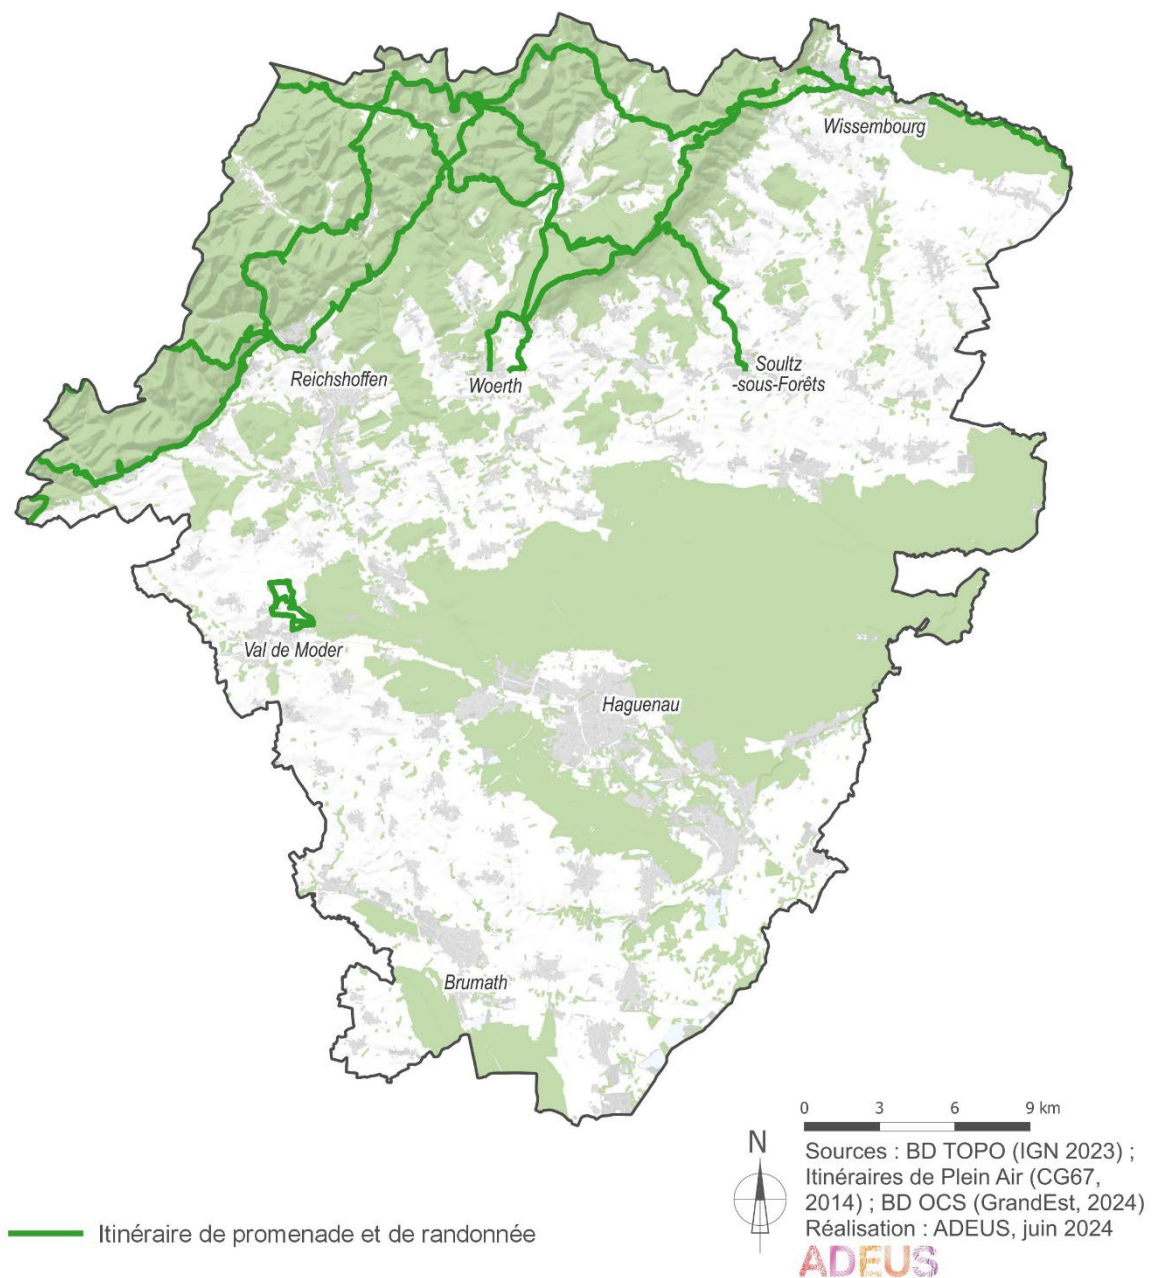 Wissembourg
Soultz
-sous-Forêts
Reichshoffen
Woerth
Val de Moder
Haguenau
Brumath
0 3 6 9 km
N
Sources : BD TOPO (IGN 2023) ;
Itinéraires de Plein Air (CG67,
2014) ; BD OCS (GrandEst, 2024)
Réalisation : ADEUS, juin 2024
ADEUS
Itinéraire de promenade et de randonnée